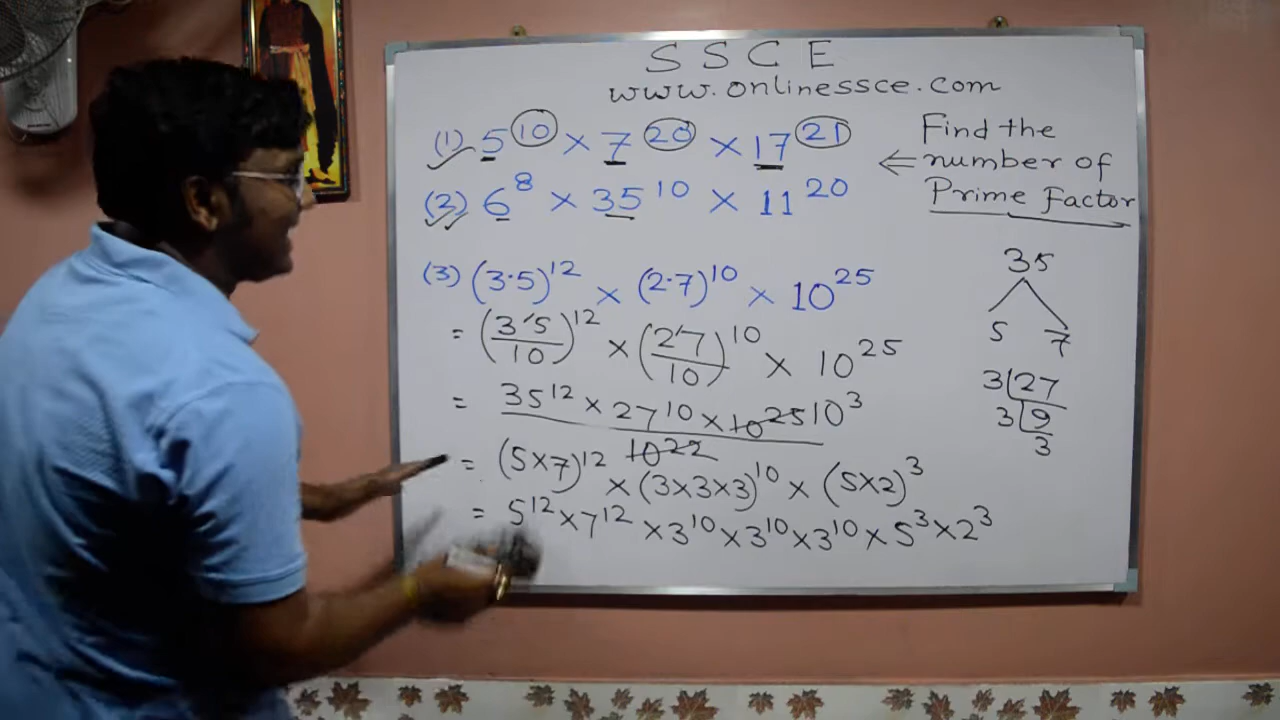 S S C E
www.onlinessce.com
(1) 5^10 × 7^20 × 17^21
(2) 6^8 × 35^10 × 11^20
⇐ Find the
number of
Prime Factor
(3) (3·5)^12 × (2·7)^10 × 10^25
= (3·5/10)^12 × (2·7/10)^10 × 10^25
= 35^12 × 27^10 × 10^25 10^3
10^22
= (5×7)^12 × (3×3×3)^10 × (5×2)^3
= 5^12 × 7^12 × 3^10 × 3^10 × 3^10 × 5^3 × 2^3
35
5 7
3 27
3 9
3